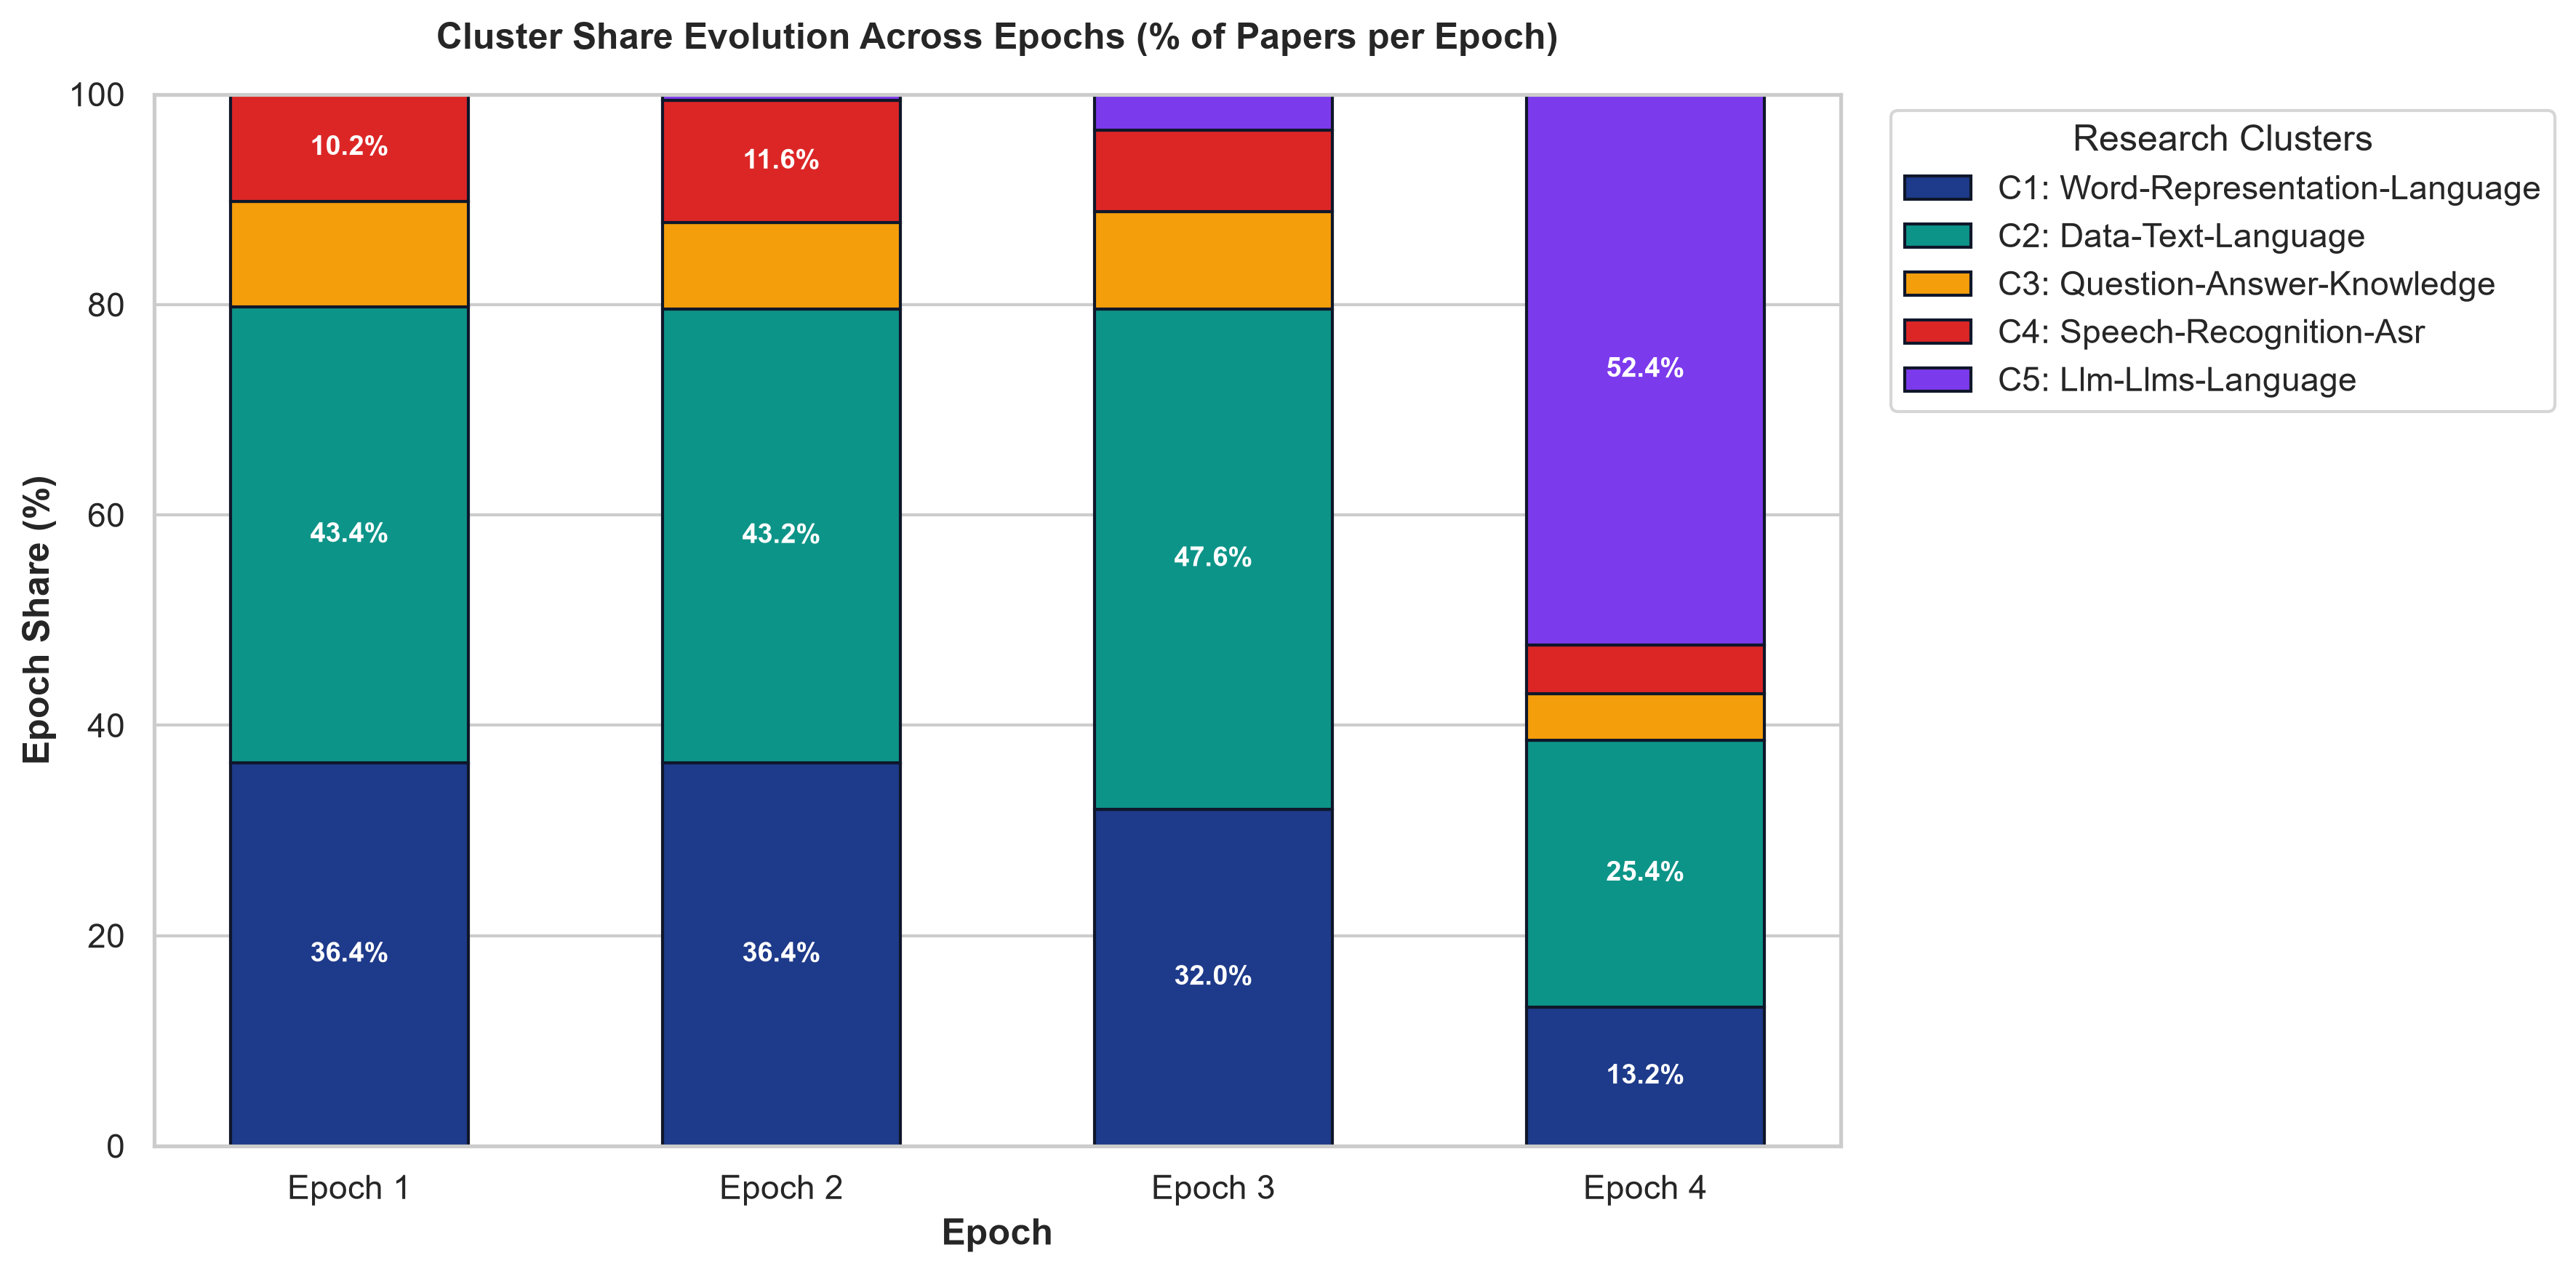 Cluster Share Evolution Across Epochs (% of Papers per Epoch)
Epoch Share (%)
100
80
60
40
20
0
10.2%
43.4%
36.4%
11.6%
43.2%
36.4%
47.6%
32.0%
52.4%
25.4%
13.2%
Epoch 1
Epoch 2
Epoch 3
Epoch 4
Epoch
Research Clusters
C1: Word-Representation-Language
C2: Data-Text-Language
C3: Question-Answer-Knowledge
C4: Speech-Recognition-Asr
C5: Llm-Llms-Language